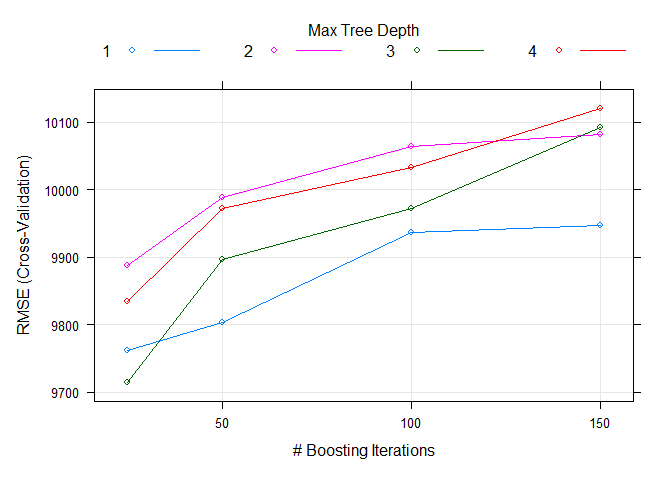 Max Tree Depth
1 2 3 4
10100
10000
9900
9800
9700
RMSE (Cross-Validation)
50 100 150
# Boosting Iterations